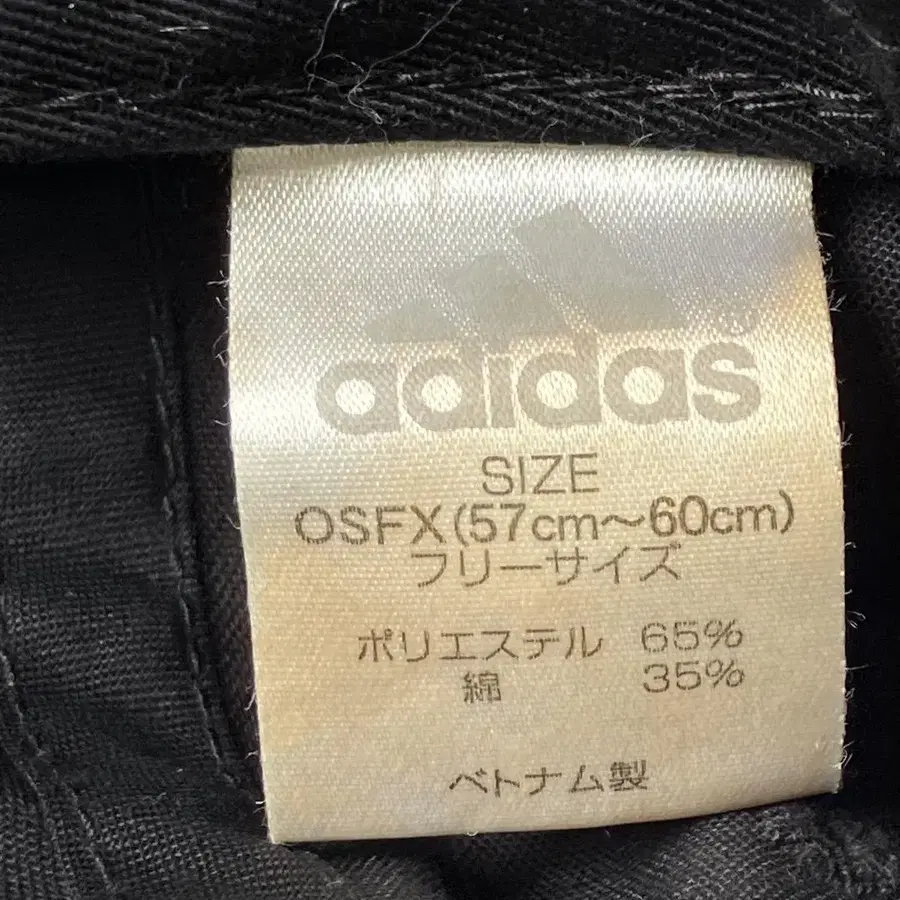 adidas
SIZE
OSFX(57cm～60cm)
フリーサイズ
ポリエステル 65%
綿 35%
ベトナム製